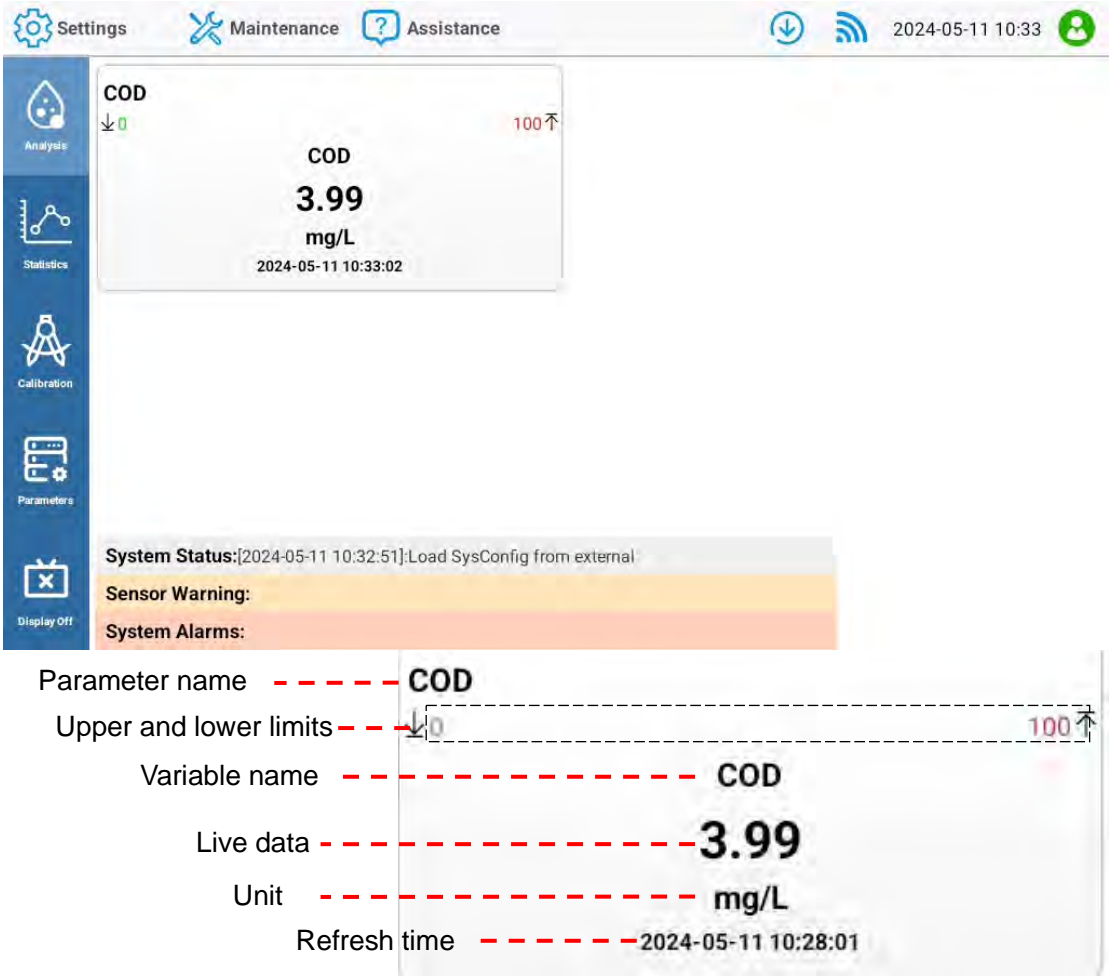 Settings Maintenance ? Assistance 2024-05-11 10:33
Analysis
Statistics
Calibration
Parameters
Display Off
COD
0 100
COD
3.99
mg/L
2024-05-11 10:33:02
System Status:[2024-05-11 10:32:51]:Load SysConfig from external
Sensor Warning:
System Alarms:
Parameter name COD
Upper and lower limits 0 100
Variable name COD
Live data 3.99
Unit mg/L
Refresh time 2024-05-11 10:28:01